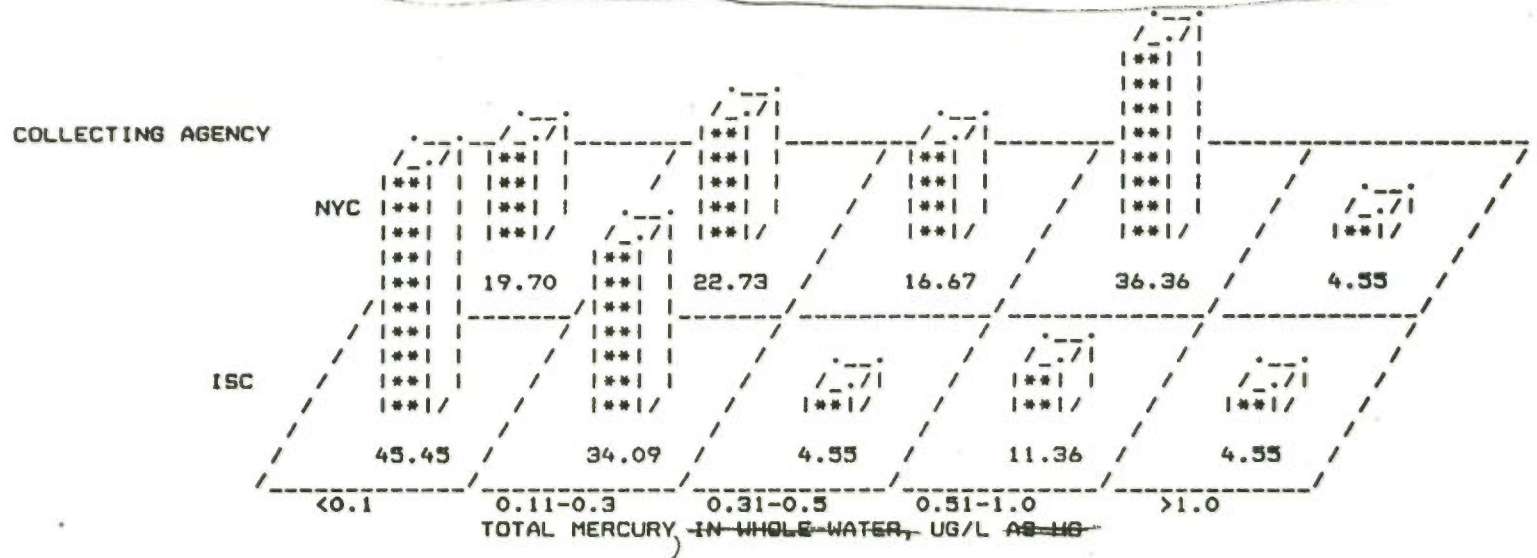 COLLECTING AGENCY
NYC
19.70 22.73 16.67 36.36 4.55
ISC
45.45 34.09 4.55 11.36 4.55
<0.1 0.11-0.3 0.31-0.5 0.51-1.0 >1.0
TOTAL MERCURY, IN WHOLE WATER, UG/L AS HG